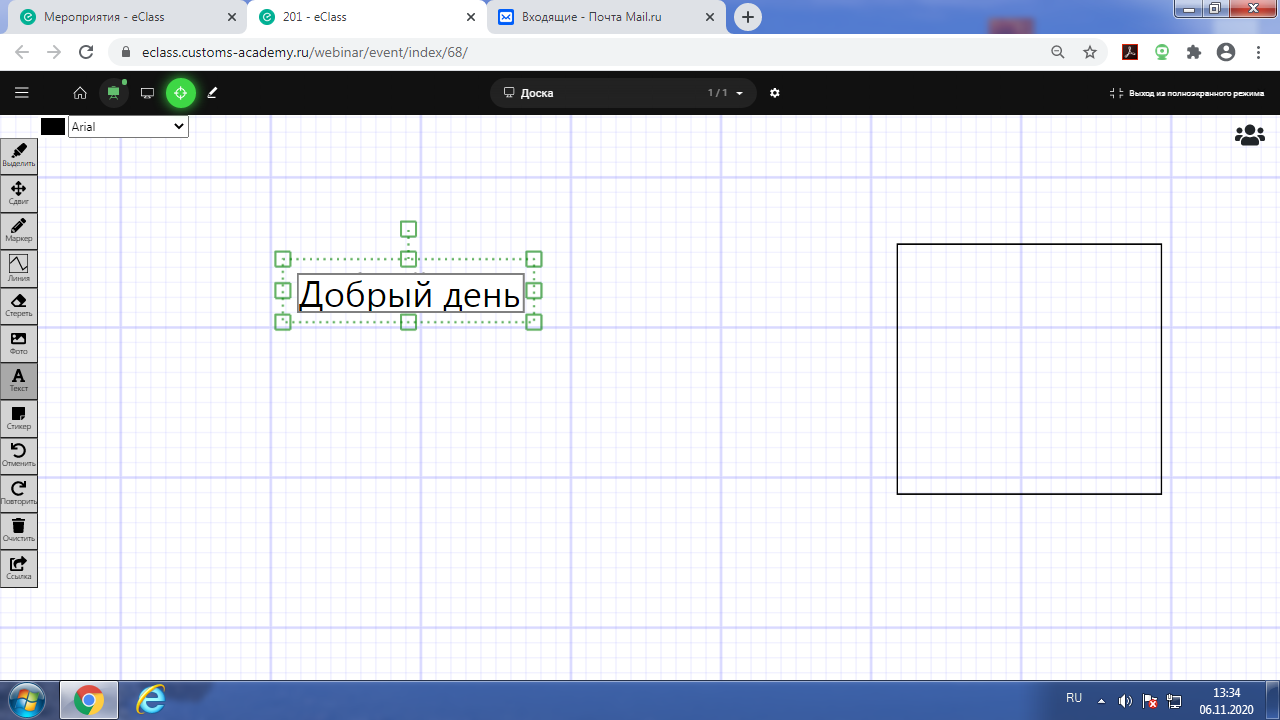 Мероприятия - eClass
201 - eClass
Входящие - Почта Mail.ru
eclass.customs-academy.ru/webinar/event/index/68/
Доска
1 / 1
Выход из полноэкранного режима
Arial
Выделить
Сдвиг
Маркер
Линия
Стереть
Фото
Текст
Стикер
Отменить
Повторить
Очистить
Ссылка
Добрый день
RU
13:34
06.11.2020